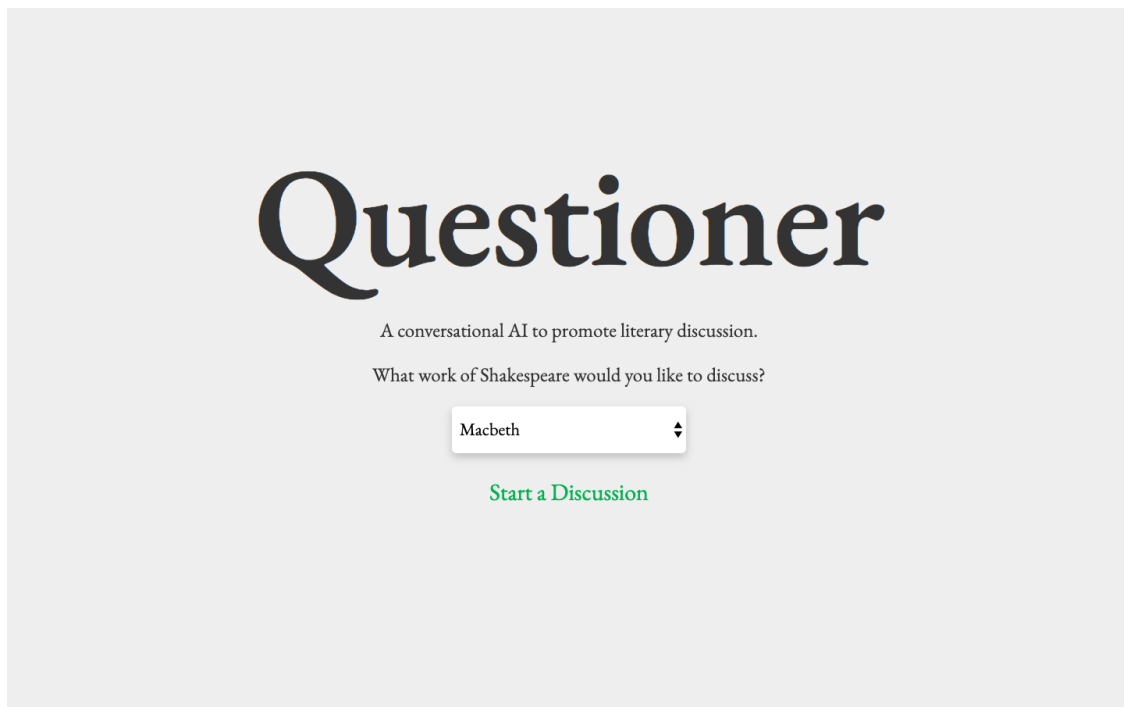 Questioner
A conversational AI to promote literary discussion.
What work of Shakespeare would you like to discuss?
Macbeth
Start a Discussion